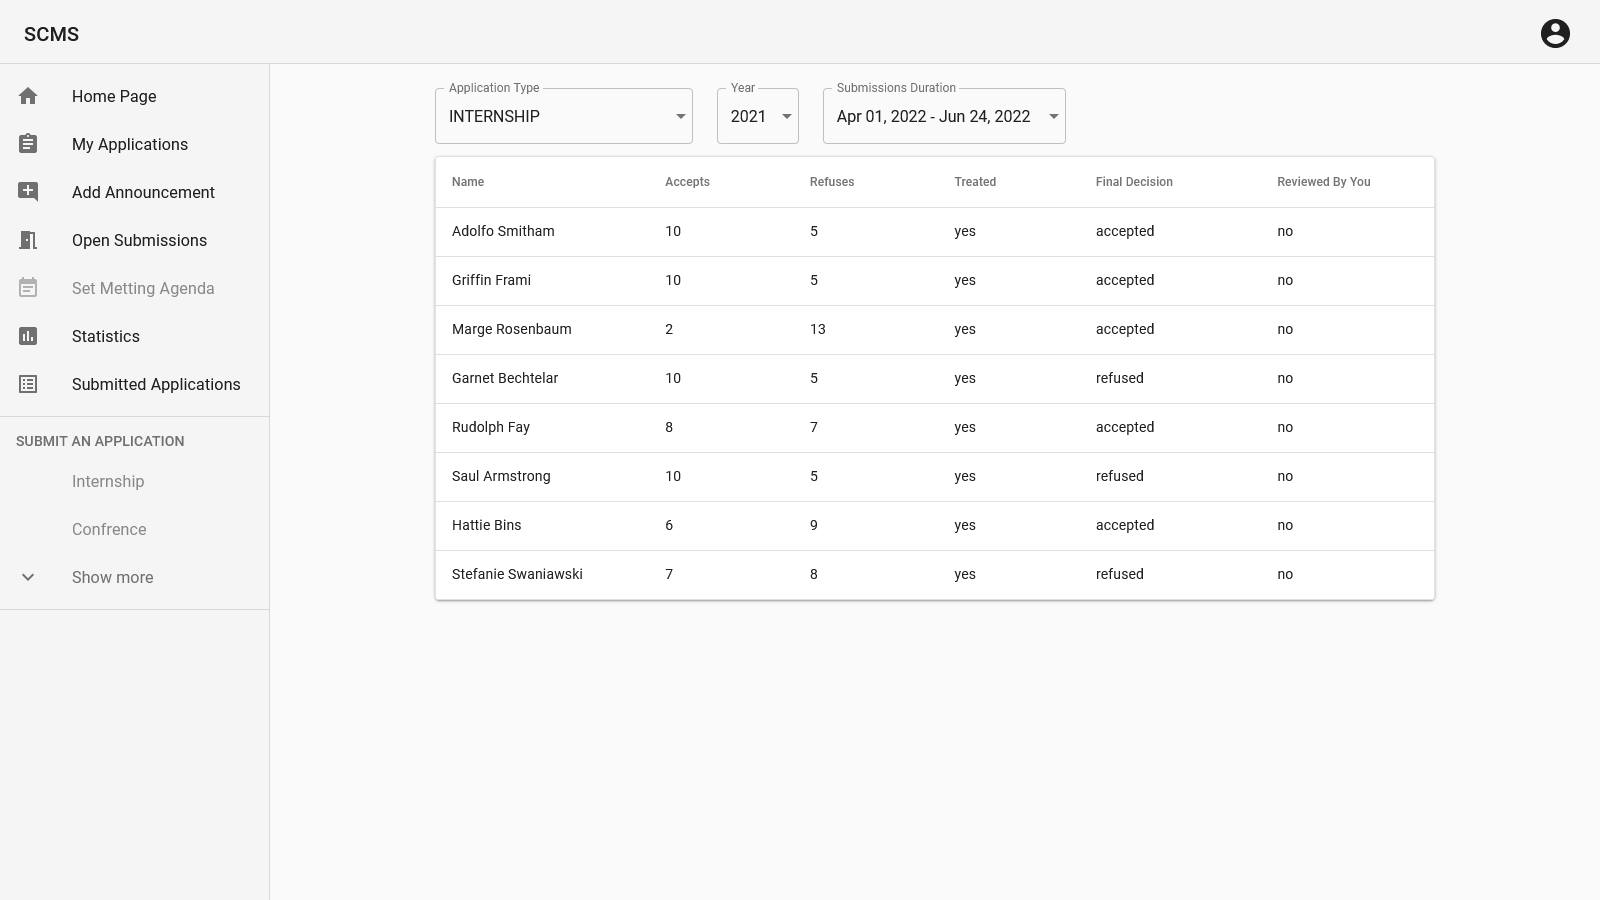 SCMS
Home Page
My Applications
Add Announcement
Open Submissions
Set Metting Agenda
Statistics
Submitted Applications
SUBMIT AN APPLICATION
Internship
Confrence
Show more
Application Type Year Submissions Duration
INTERNSHIP 2021 Apr 01, 2022 - Jun 24, 2022
Name Accepts Refuses Treated Final Decision Reviewed By You
Adolfo Smitham 10 5 yes accepted no
Griffin Frami 10 5 yes accepted no
Marge Rosenbaum 2 13 yes accepted no
Garnet Bechtelar 10 5 yes refused no
Rudolph Fay 8 7 yes accepted no
Saul Armstrong 10 5 yes refused no
Hattie Bins 6 9 yes accepted no
Stefanie Swaniawski 7 8 yes refused no